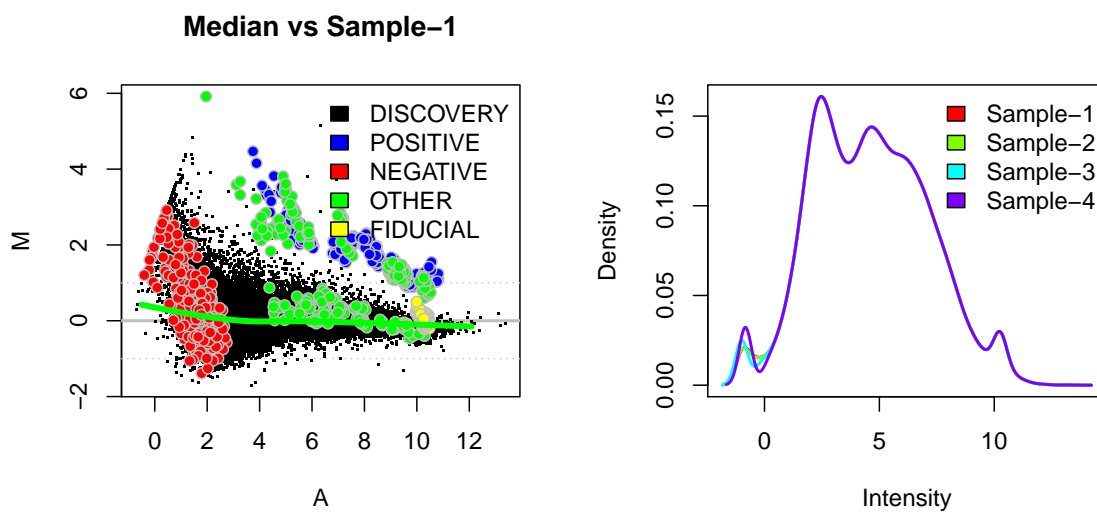 Median vs Sample−1
M
6
4
2
0
−2
0 2 4 6 8 10 12
A
DISCOVERY
POSITIVE
NEGATIVE
OTHER
FIDUCIAL
Density
0.15
0.10
0.05
0.00
0 5 10
Intensity
Sample−1
Sample−2
Sample−3
Sample−4